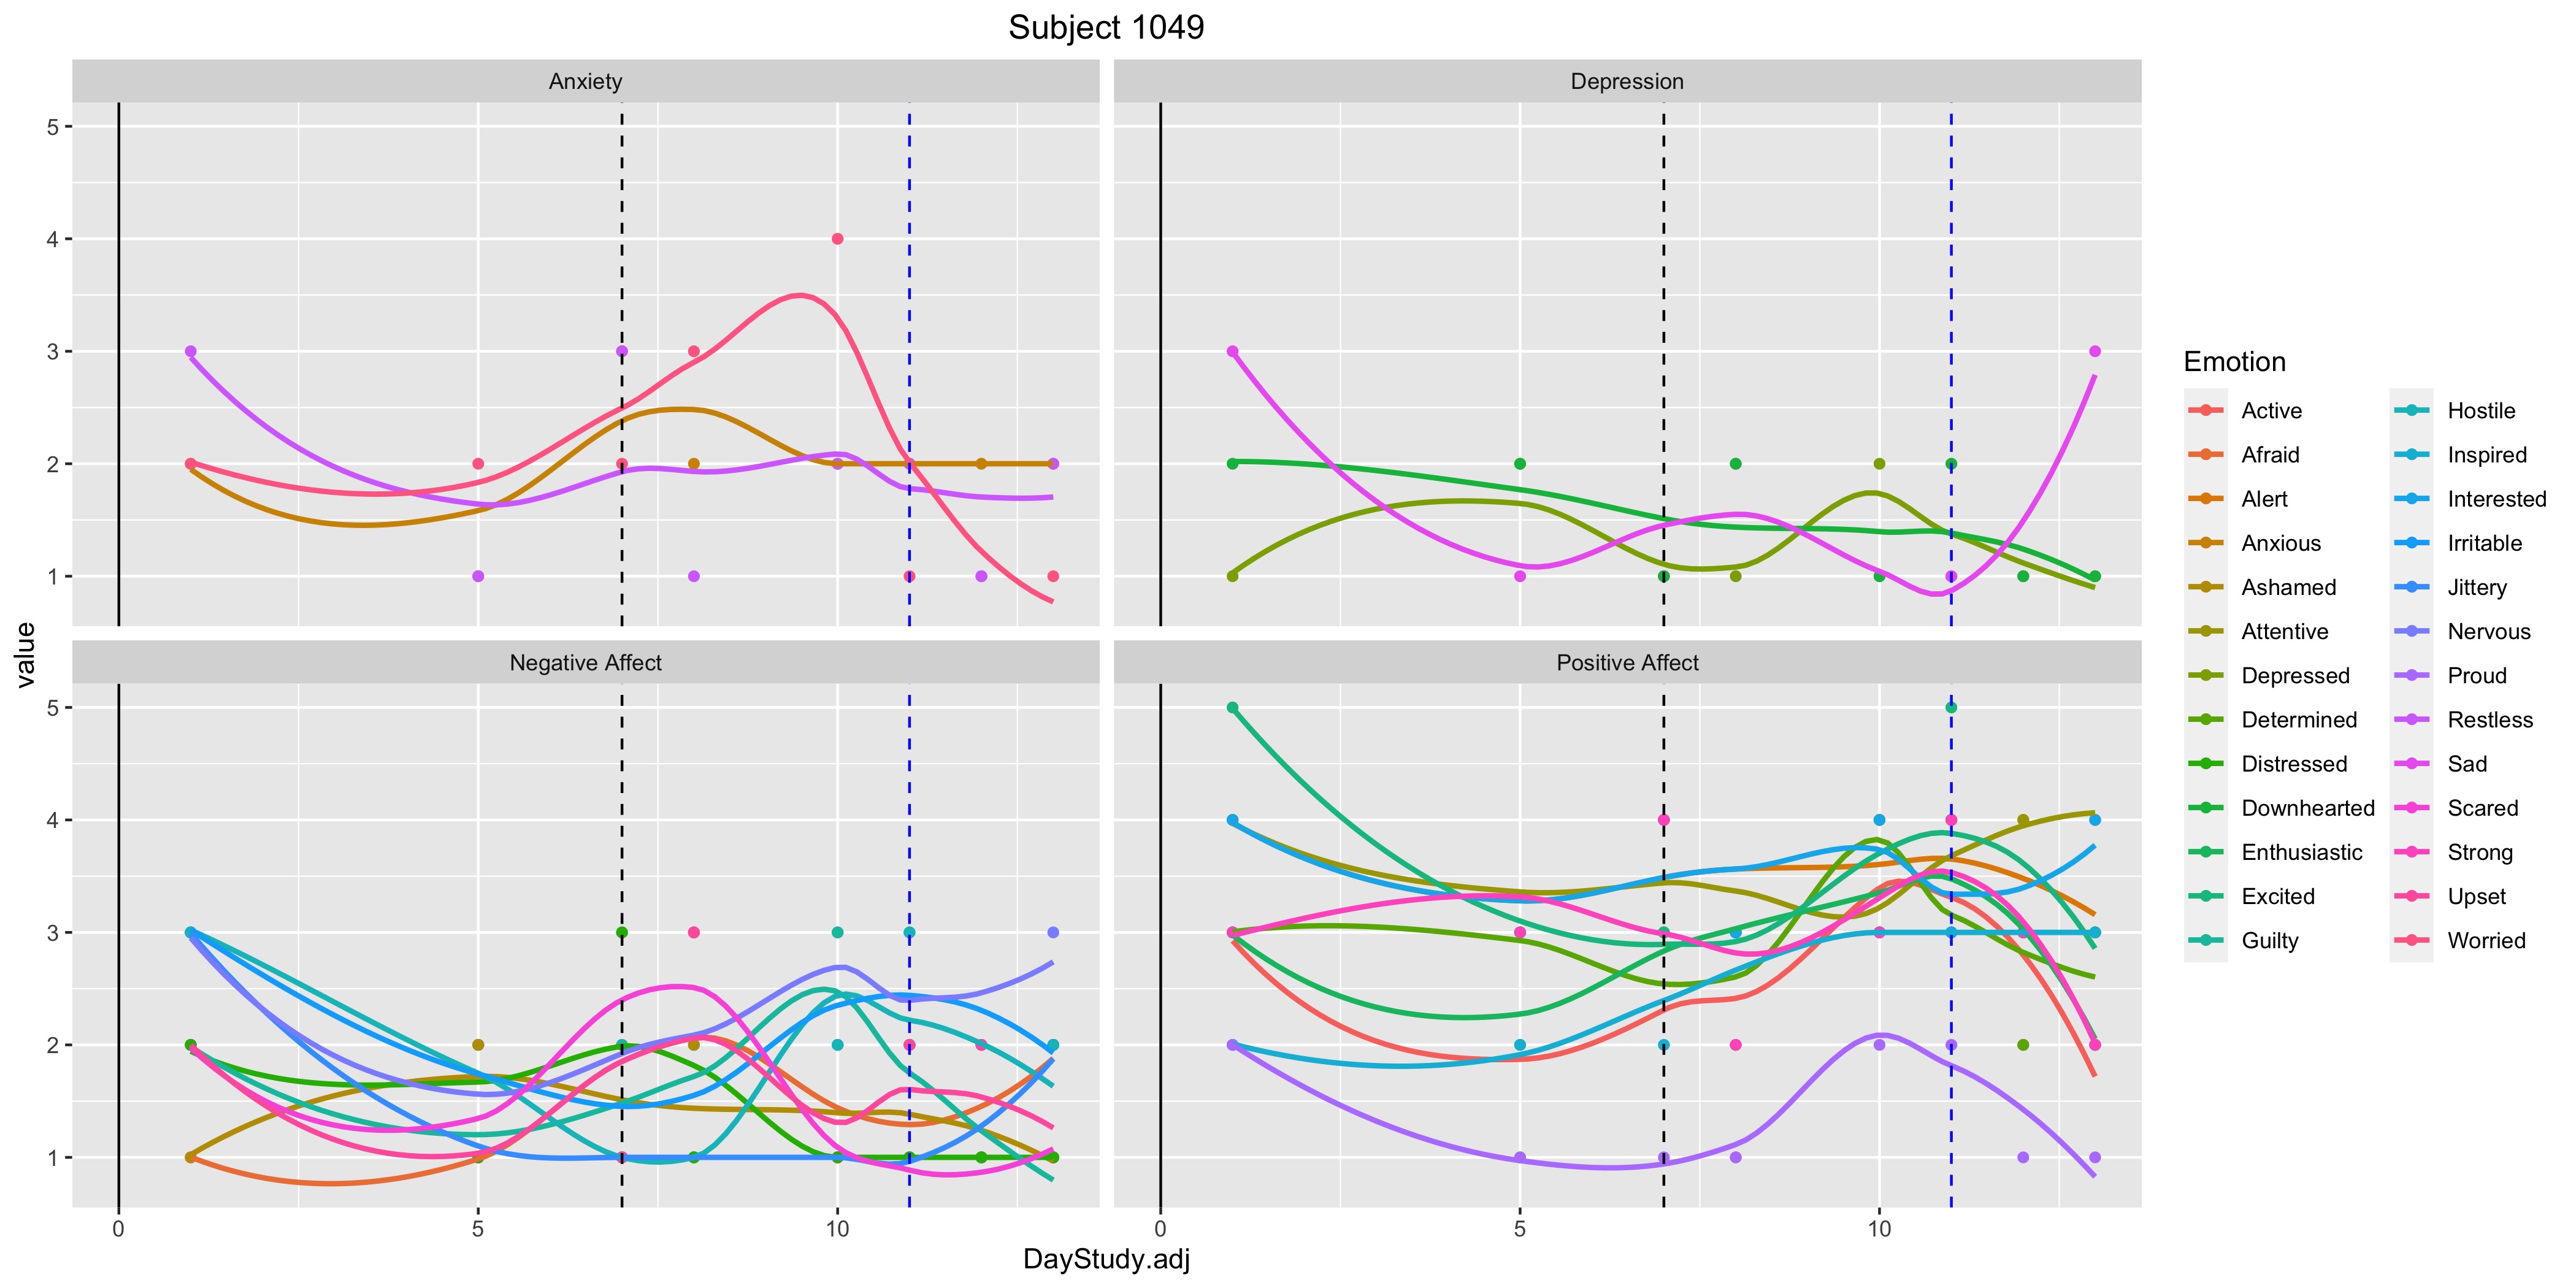 Subject 1049
Anxiety
Depression
5
4
3
2
1
Negative Affect
Positive Affect
5
4
3
2
1
0
5
10
0
5
10
value
DayStudy.adj
Emotion
Active
Afraid
Alert
Anxious
Ashamed
Attentive
Depressed
Determined
Distressed
Downhearted
Enthusiastic
Excited
Guilty
Hostile
Inspired
Interested
Irritable
Jittery
Nervous
Proud
Restless
Sad
Scared
Strong
Upset
Worried